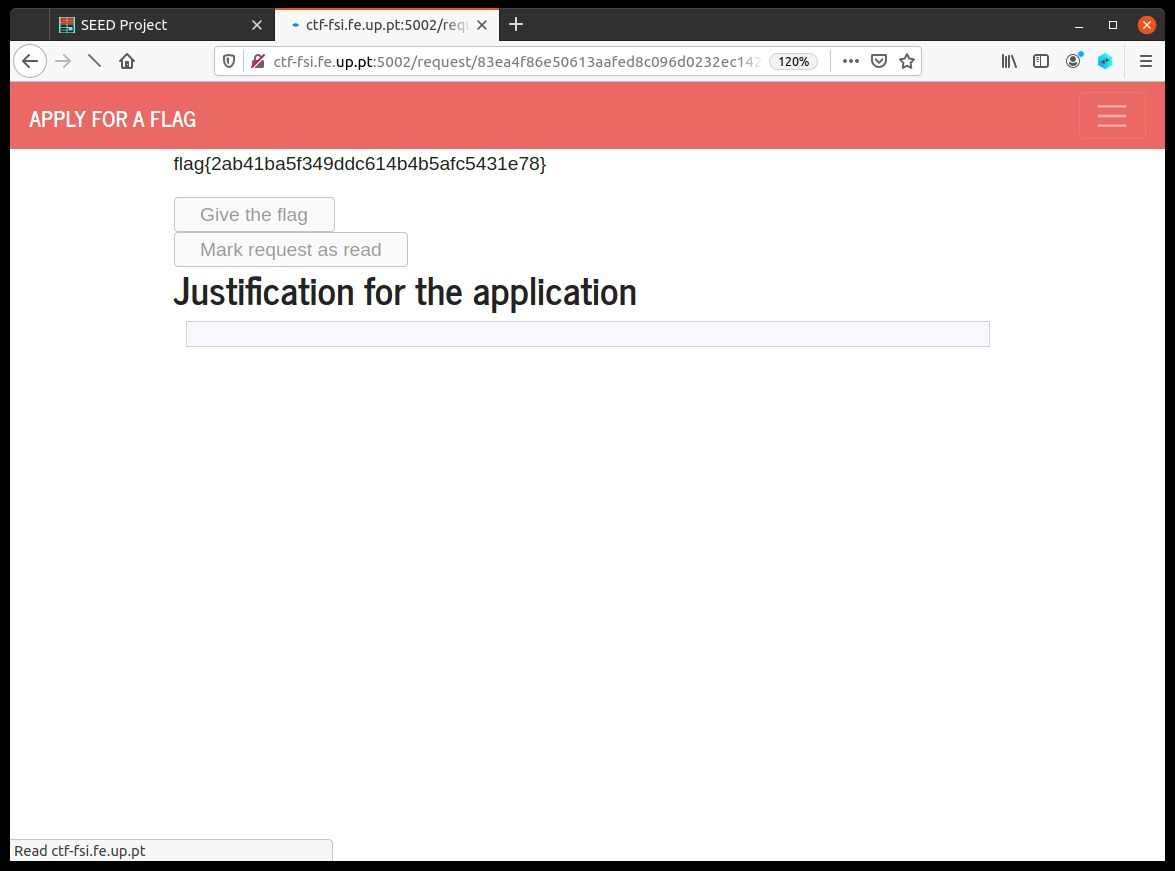 SEED Project
ctf-fsi.fe.up.pt:5002/requ
ctf-fsi.fe.up.pt:5002/request/83ea4f86e50613aafed8c096d0232ec142
120%
APPLY FOR A FLAG
flag{2ab41ba5f349ddc614b4b5afc5431e78}
Give the flag
Mark request as read
Justification for the application
Read ctf-fsi.fe.up.pt